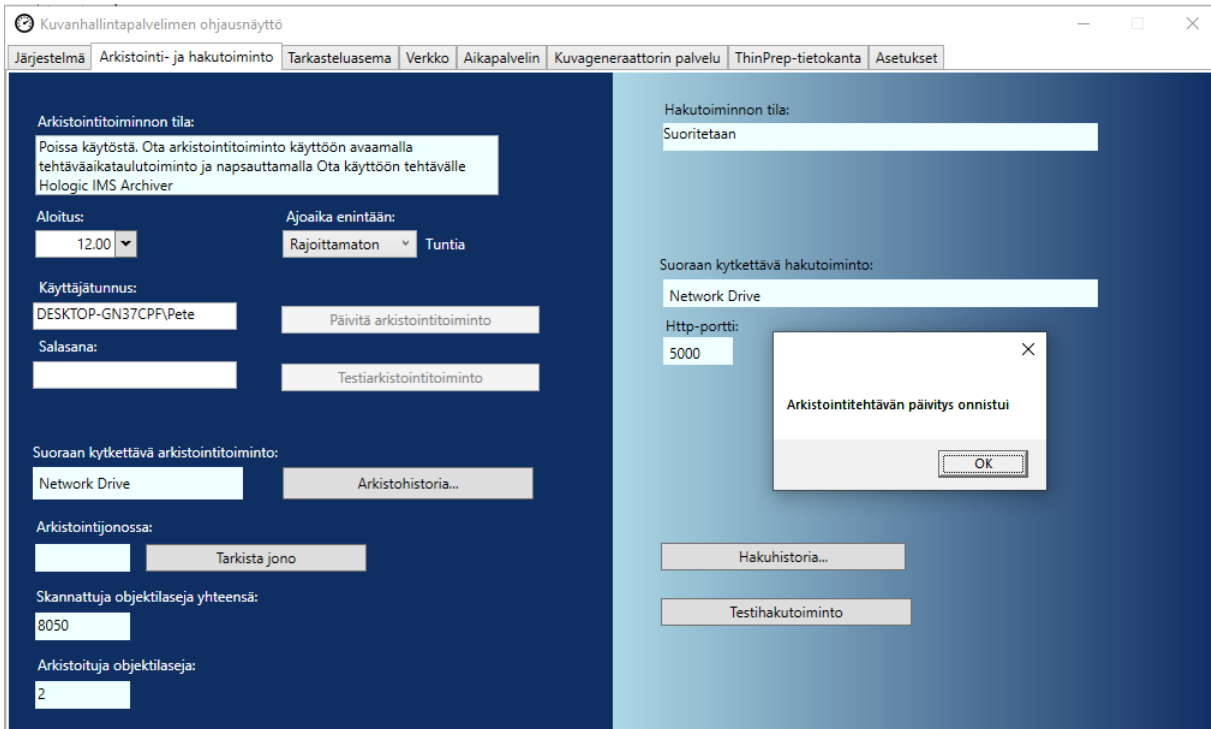 Kuvanhallintapalvelimen ohjausnäyttö
Järjestelmä Arkistointi- ja hakutoiminto Tarkasteluasema Verkko Aikapalvelin Kuvageneraattorin palvelu ThinPrep-tietokanta Asetukset
Arkistointitoiminnon tila:
Poissa käytöstä. Ota arkistointitoiminto käyttöön avaamalla
tehtäväaikataulutoiminto ja napsauttamalla Ota käyttöön tehtävälle
Hologic IMS Archiver
Aloitus:
Ajoaika enintään:
12.00
Rajoittamaton
Tuntia
Käyttäjätunnus:
DESKTOP-GN37CPF\Pete
Päivitä arkistointitoiminto
Salasana:
Testiarkistointitoiminto
Suoraan kytkettävä arkistointitoiminto:
Network Drive
Arkistohistoria...
Arkistointijonossa:
Tarkista jono
Skannattuja objektilaseja yhteensä:
8050
Arkistoituja objektilaseja:
2
Hakutoiminnon tila:
Suoritetaan
Suoraan kytkettävä hakutoiminto:
Network Drive
Http-portti:
5000
Arkistointitehtävän päivitys onnistui
OK
Hakuhistoria...
Testihakutoiminto